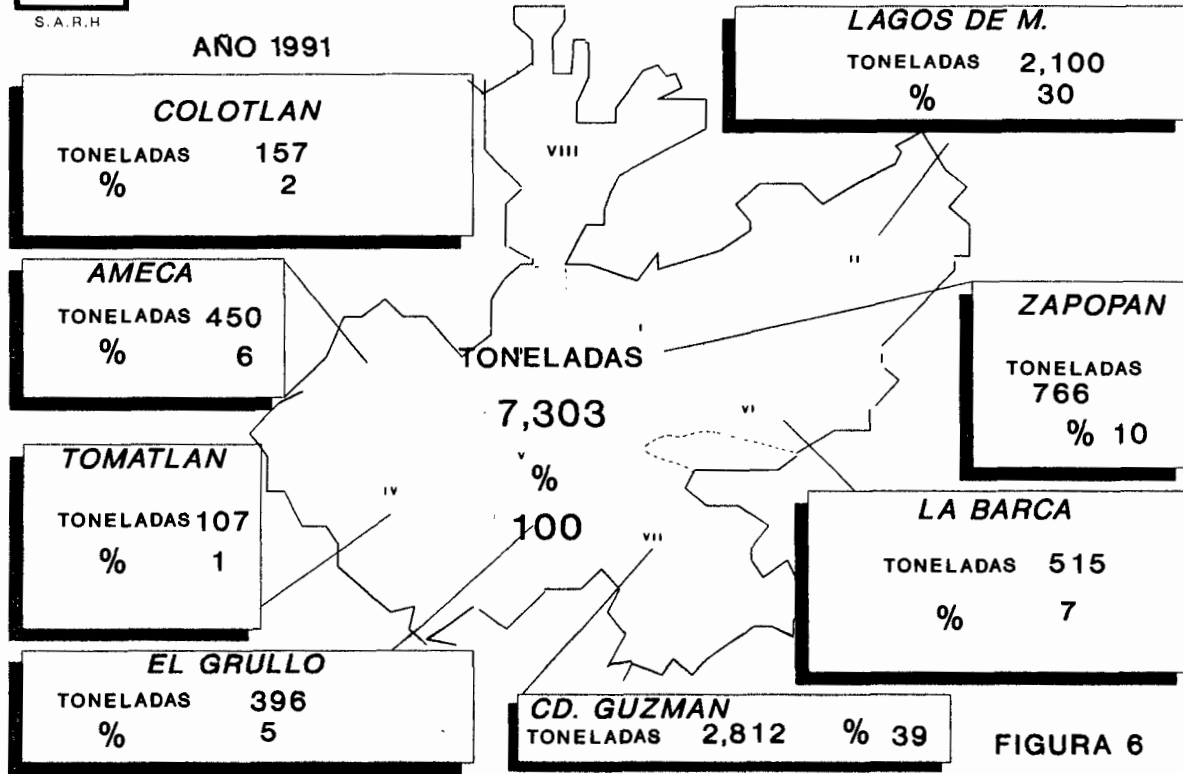 S.A.R.H
AÑO 1991
LAGOS DE M.
TONELADAS 2,100
% 30
COLOTLAN
TONELADAS 157
% 2
VIII
II
AMECA
TONELADAS 450
% 6
I
TONELADAS
7,303
V
%
100
ZAPOPAN
TONELADAS
766
% 10
VI
TOMATLAN
TONELADAS 107
% 1
IV
VII
LA BARCA
TONELADAS 515
% 7
EL GRULLO
TONELADAS 396
% 5
CD. GUZMAN
TONELADAS 2,812 % 39
FIGURA 6